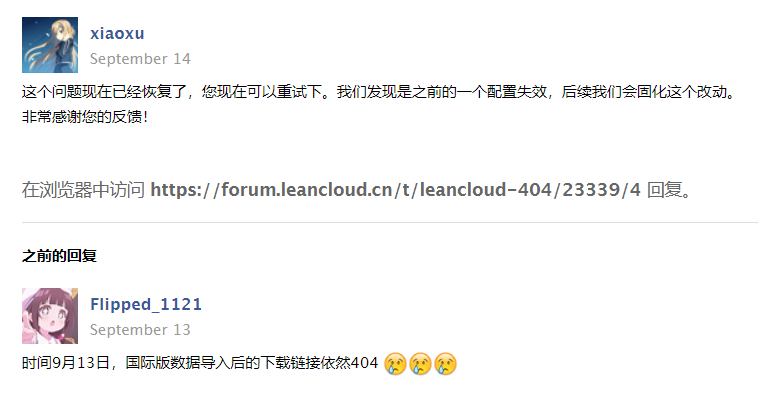 xiaoxu
September 14
这个问题现在已经恢复了，您现在可以重试下。我们发现是之前的一个配置失效，后续我们会固化这个改动。
非常感谢您的反馈！
在浏览器中访问 https://forum.leancloud.cn/t/leancloud-404/23339/4 回复。
之前的回复
Flipped_1121
September 13
时间9月13日，国际版数据导入后的下载链接依然404 😢😢😢